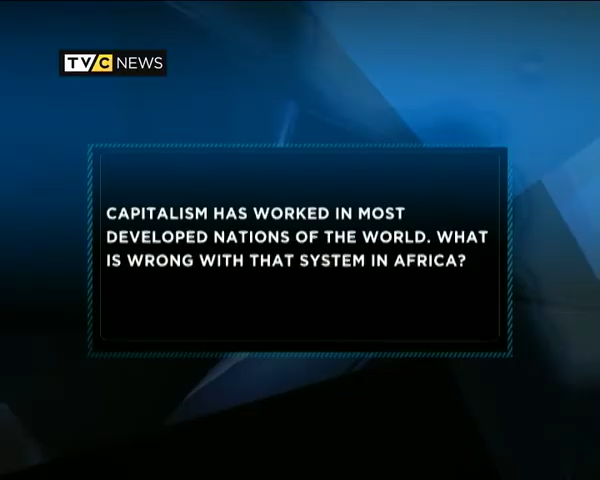 TVC NEWS
CAPITALISM HAS WORKED IN MOST
DEVELOPED NATIONS OF THE WORLD. WHAT
IS WRONG WITH THAT SYSTEM IN AFRICA?